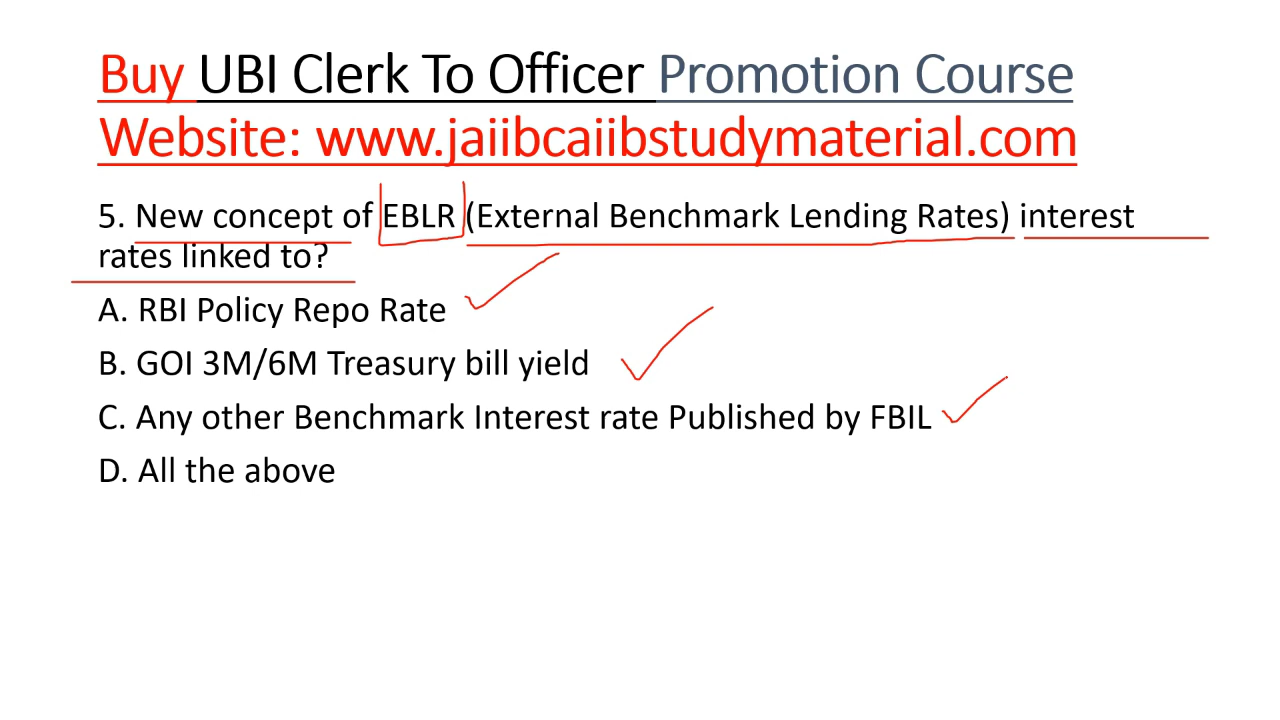 Buy UBI Clerk To Officer Promotion Course
Website: www.jaiibcaiibstudymaterial.com
5. New concept of EBLR (External Benchmark Lending Rates) interest
rates linked to?
A. RBI Policy Repo Rate
B. GOI 3M/6M Treasury bill yield
C. Any other Benchmark Interest rate Published by FBIL
D. All the above